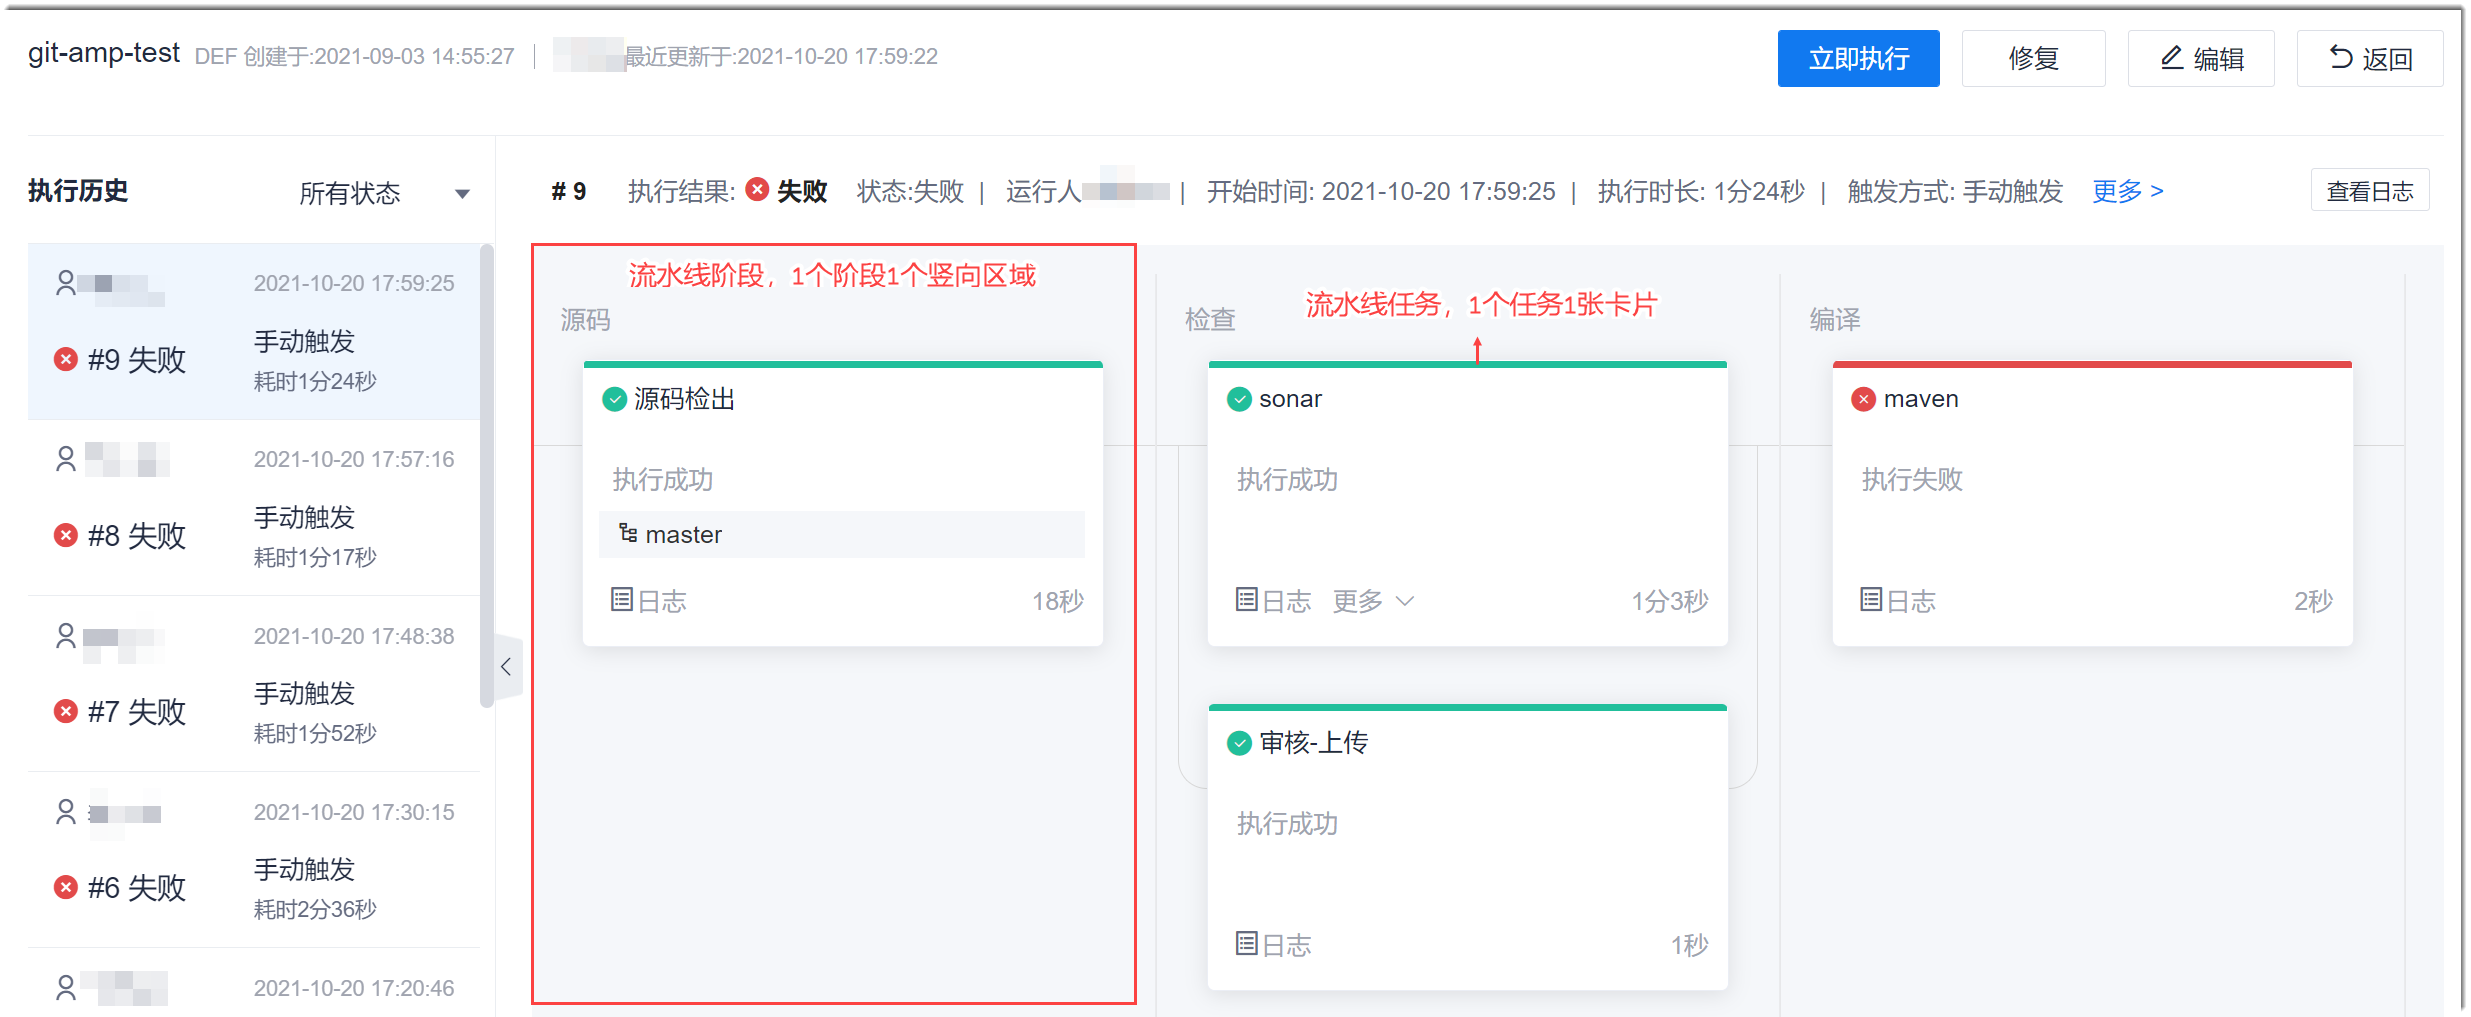 git-amp-test DEF 创建于:2021-09-03 14:55:27 | 最近更新于:2021-10-20 17:59:22
立即执行
修复
编辑
返回
执行历史
所有状态
2021-10-20 17:59:25
#9 失败
手动触发
耗时1分24秒
2021-10-20 17:57:16
#8 失败
手动触发
耗时1分17秒
2021-10-20 17:48:38
#7 失败
手动触发
耗时1分52秒
2021-10-20 17:30:15
#6 失败
手动触发
耗时2分36秒
2021-10-20 17:20:46
# 9 执行结果: 失败 状态:失败 | 运行人 | 开始时间: 2021-10-20 17:59:25 | 执行时长: 1分24秒 | 触发方式: 手动触发 更多 >
查看日志
流水线阶段，1个阶段1个竖向区域
源码
源码检出
执行成功
master
日志
18秒
检查
流水线任务，1个任务1张卡片
sonar
执行成功
日志 更多
1分3秒
审核-上传
执行成功
日志
1秒
编译
maven
执行失败
日志
2秒